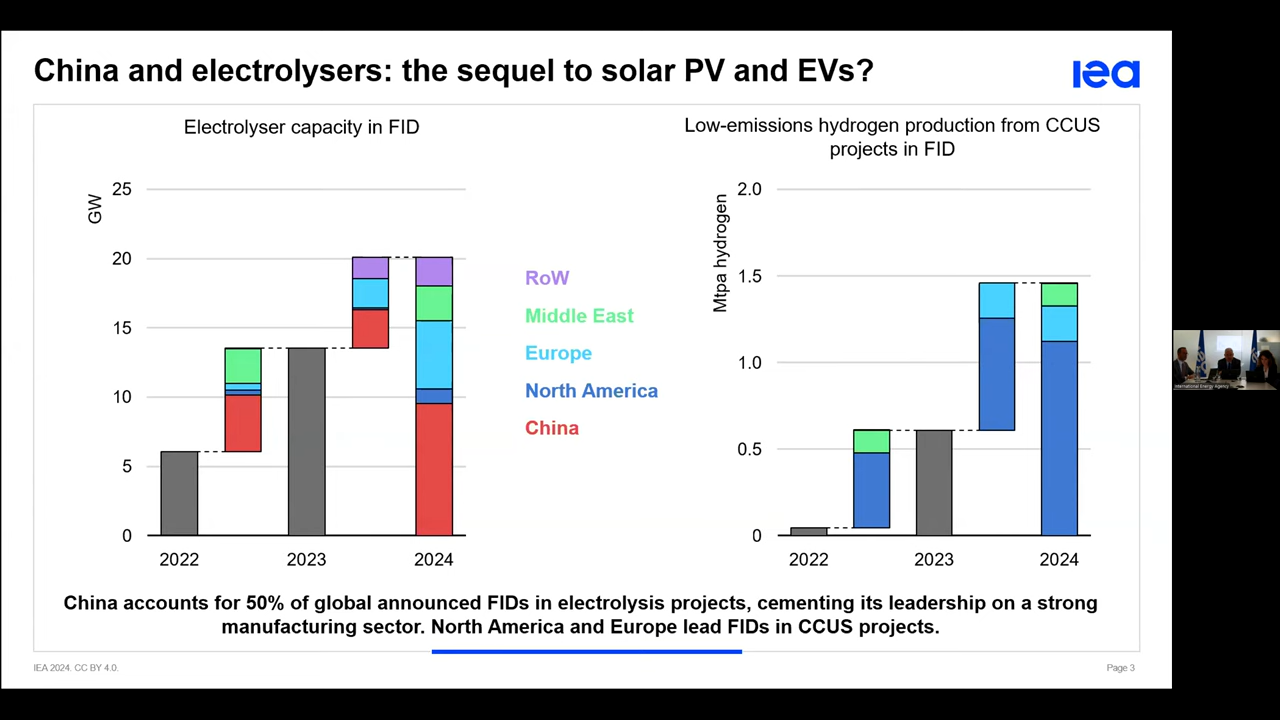 China and electrolysers: the sequel to solar PV and EVs?
iea
Electrolyser capacity in FID
GW
25
20
15
10
5
0
2022
2023
2024
RoW
Middle East
Europe
North America
China
Low-emissions hydrogen production from CCUS
projects in FID
Mtpa hydrogen
2.0
1.5
1.0
0.5
0
2022
2023
2024
China accounts for 50% of global announced FIDs in electrolysis projects, cementing its leadership on a strong
manufacturing sector. North America and Europe lead FIDs in CCUS projects.
IEA 2024. CC BY 4.0.
Page 3
International Energy Agency